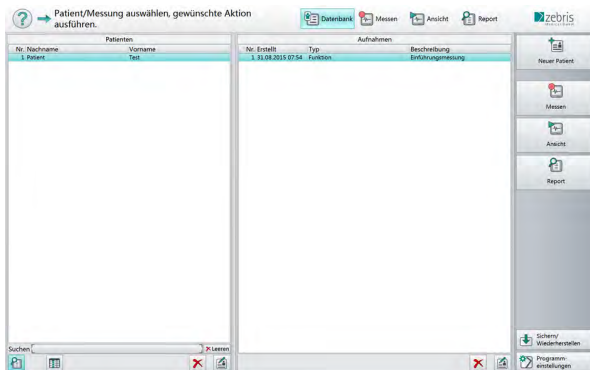 Patient/Messung auswählen, gewünschte Aktion
ausführen.
Datenbank
Messen
Ansicht
Report
zebris
Patienten
Aufnahmen
Nr. Nachname Vorname
Nr. Erstellt Typ Beschreibung
1 Patient Test
1 31.08.2015 07:54 Funktion Einführungsmessung
Neuer Patient
Messen
Ansicht
Report
Suchen
Leeren
Sichern/
Wiederherstellen
Programm-
einstellungen